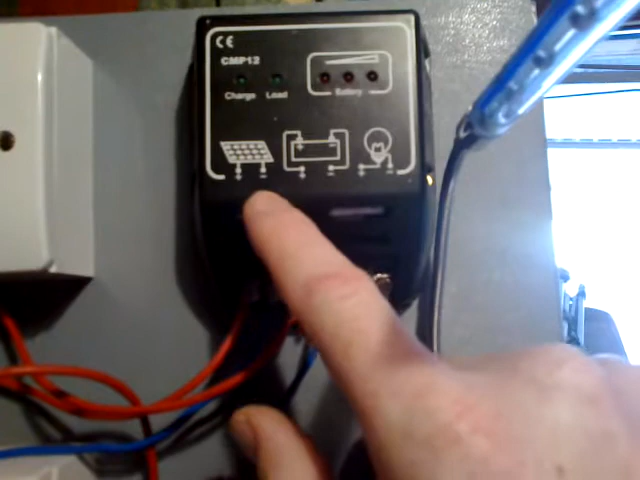 CE
CMP12
Charge Load Battery
+ - + - + -